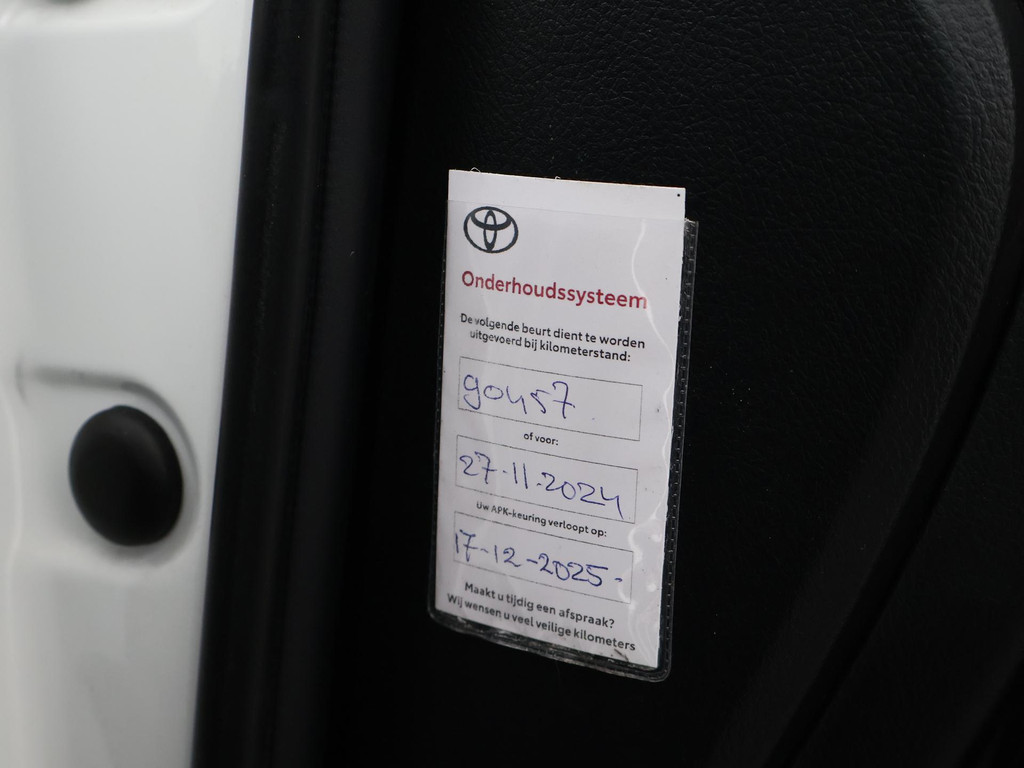 Onderhoudssysteem
De volgende beurt dient te worden
uitgevoerd bij kilometerstand:
90457
of voor:
27-11-2024
Uw APK-keuring verloopt op:
17-12-2025-
Maakt u tijdig een afspraak?
Wij wensen u veel veilige kilometers